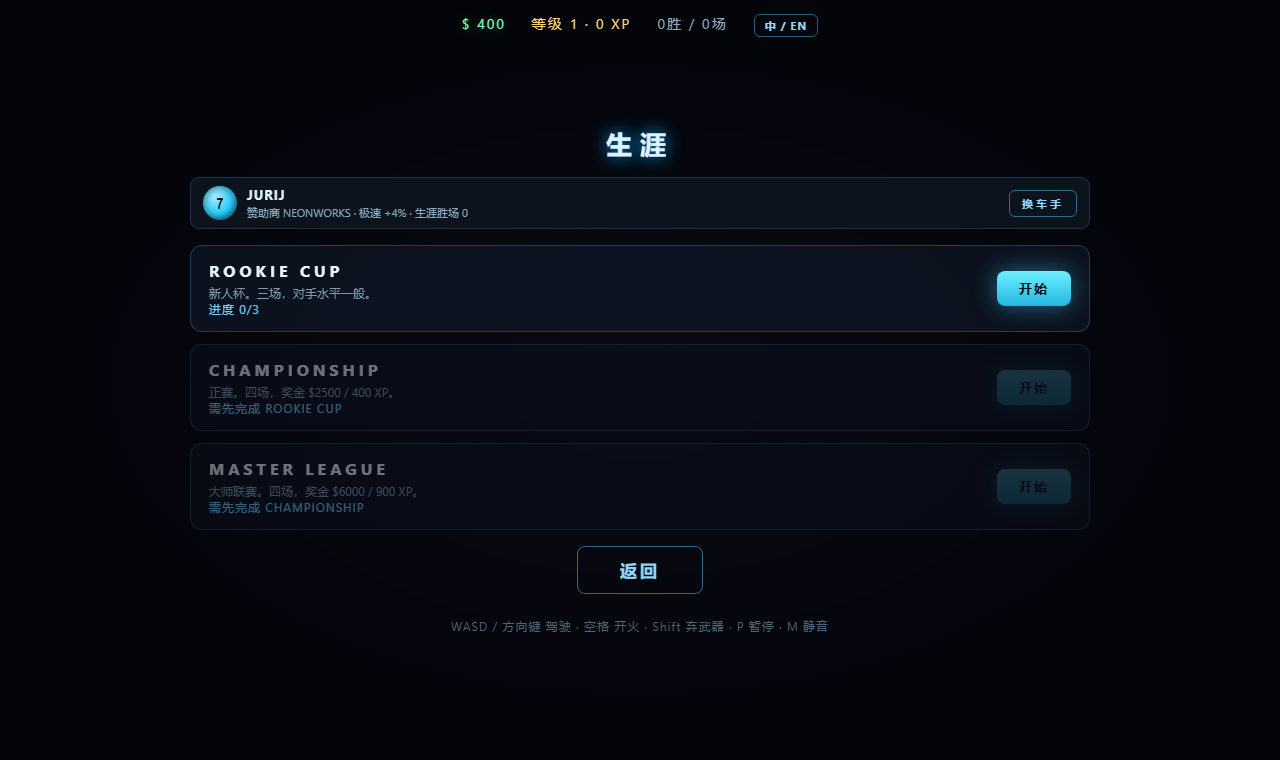 $ 400 等级 1 · 0 XP 0胜 / 0场 中 / EN
生涯
7
JURIJ
赞助商 NEONWORKS · 极速 +4% · 生涯胜场 0
换车手
ROOKIE CUP
新人杯。三场，对手水平一般。
进度 0/3
开始
CHAMPIONSHIP
正赛。四场，奖金 $2500 / 400 XP。
需先完成 ROOKIE CUP
开始
MASTER LEAGUE
大师联赛。四场，奖金 $6000 / 900 XP。
需先完成 CHAMPIONSHIP
开始
返回
WASD / 方向键 驾驶 · 空格 开火 · Shift 弃武器 · P 暂停 · M 静音